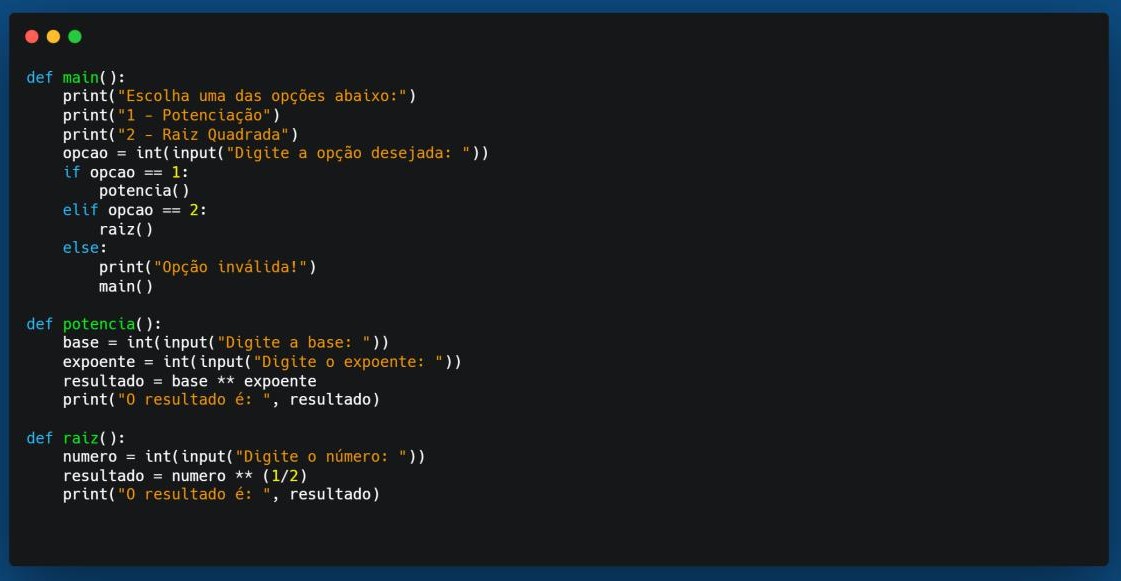 def main():
    print("Escolha uma das opções abaixo:")
    print("1 - Potenciação")
    print("2 - Raiz Quadrada")
    opcao = int(input("Digite a opção desejada: "))
    if opcao == 1:
        potencia()
    elif opcao == 2:
        raiz()
    else:
        print("Opção inválida!")
        main()

def potencia():
    base = int(input("Digite a base: "))
    expoente = int(input("Digite o expoente: "))
    resultado = base ** expoente
    print("O resultado é: ", resultado)

def raiz():
    numero = int(input("Digite o número: "))
    resultado = numero ** (1/2)
    print("O resultado é: ", resultado)